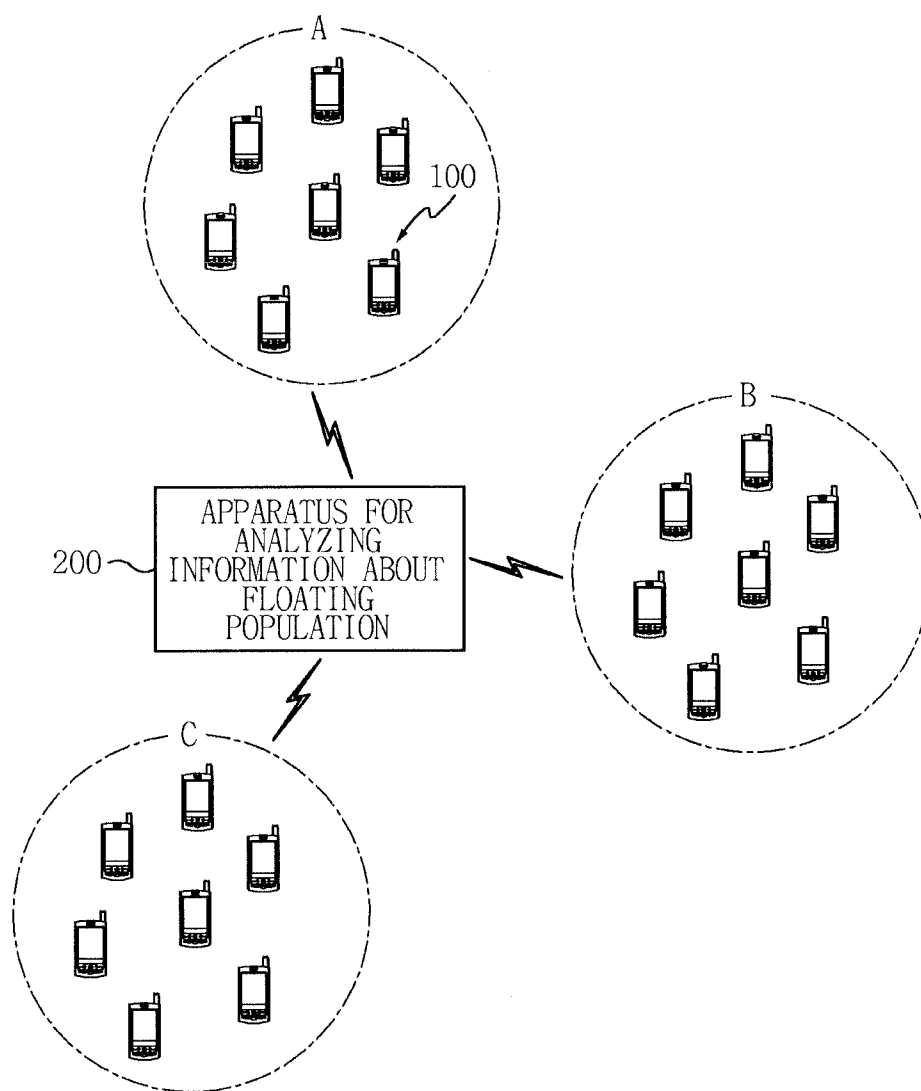 A
100
B
APPARATUS FOR
ANALYZING
INFORMATION ABOUT
FLOATING
POPULATION
200
C